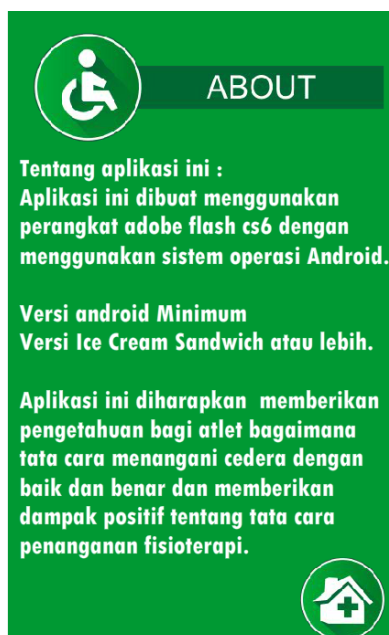 ABOUT
Tentang aplikasi ini :
Aplikasi ini dibuat menggunakan
perangkat adobe flash cs6 dengan
menggunakan sistem operasi Android.
Versi android Minimum
Versi Ice Cream Sandwich atau lebih.
Aplikasi ini diharapkan memberikan
pengetahuan bagi atlet bagaimana
tata cara menangani cedera dengan
baik dan benar dan memberikan
dampak positif tentang tata cara
penanganan fisioterapi.